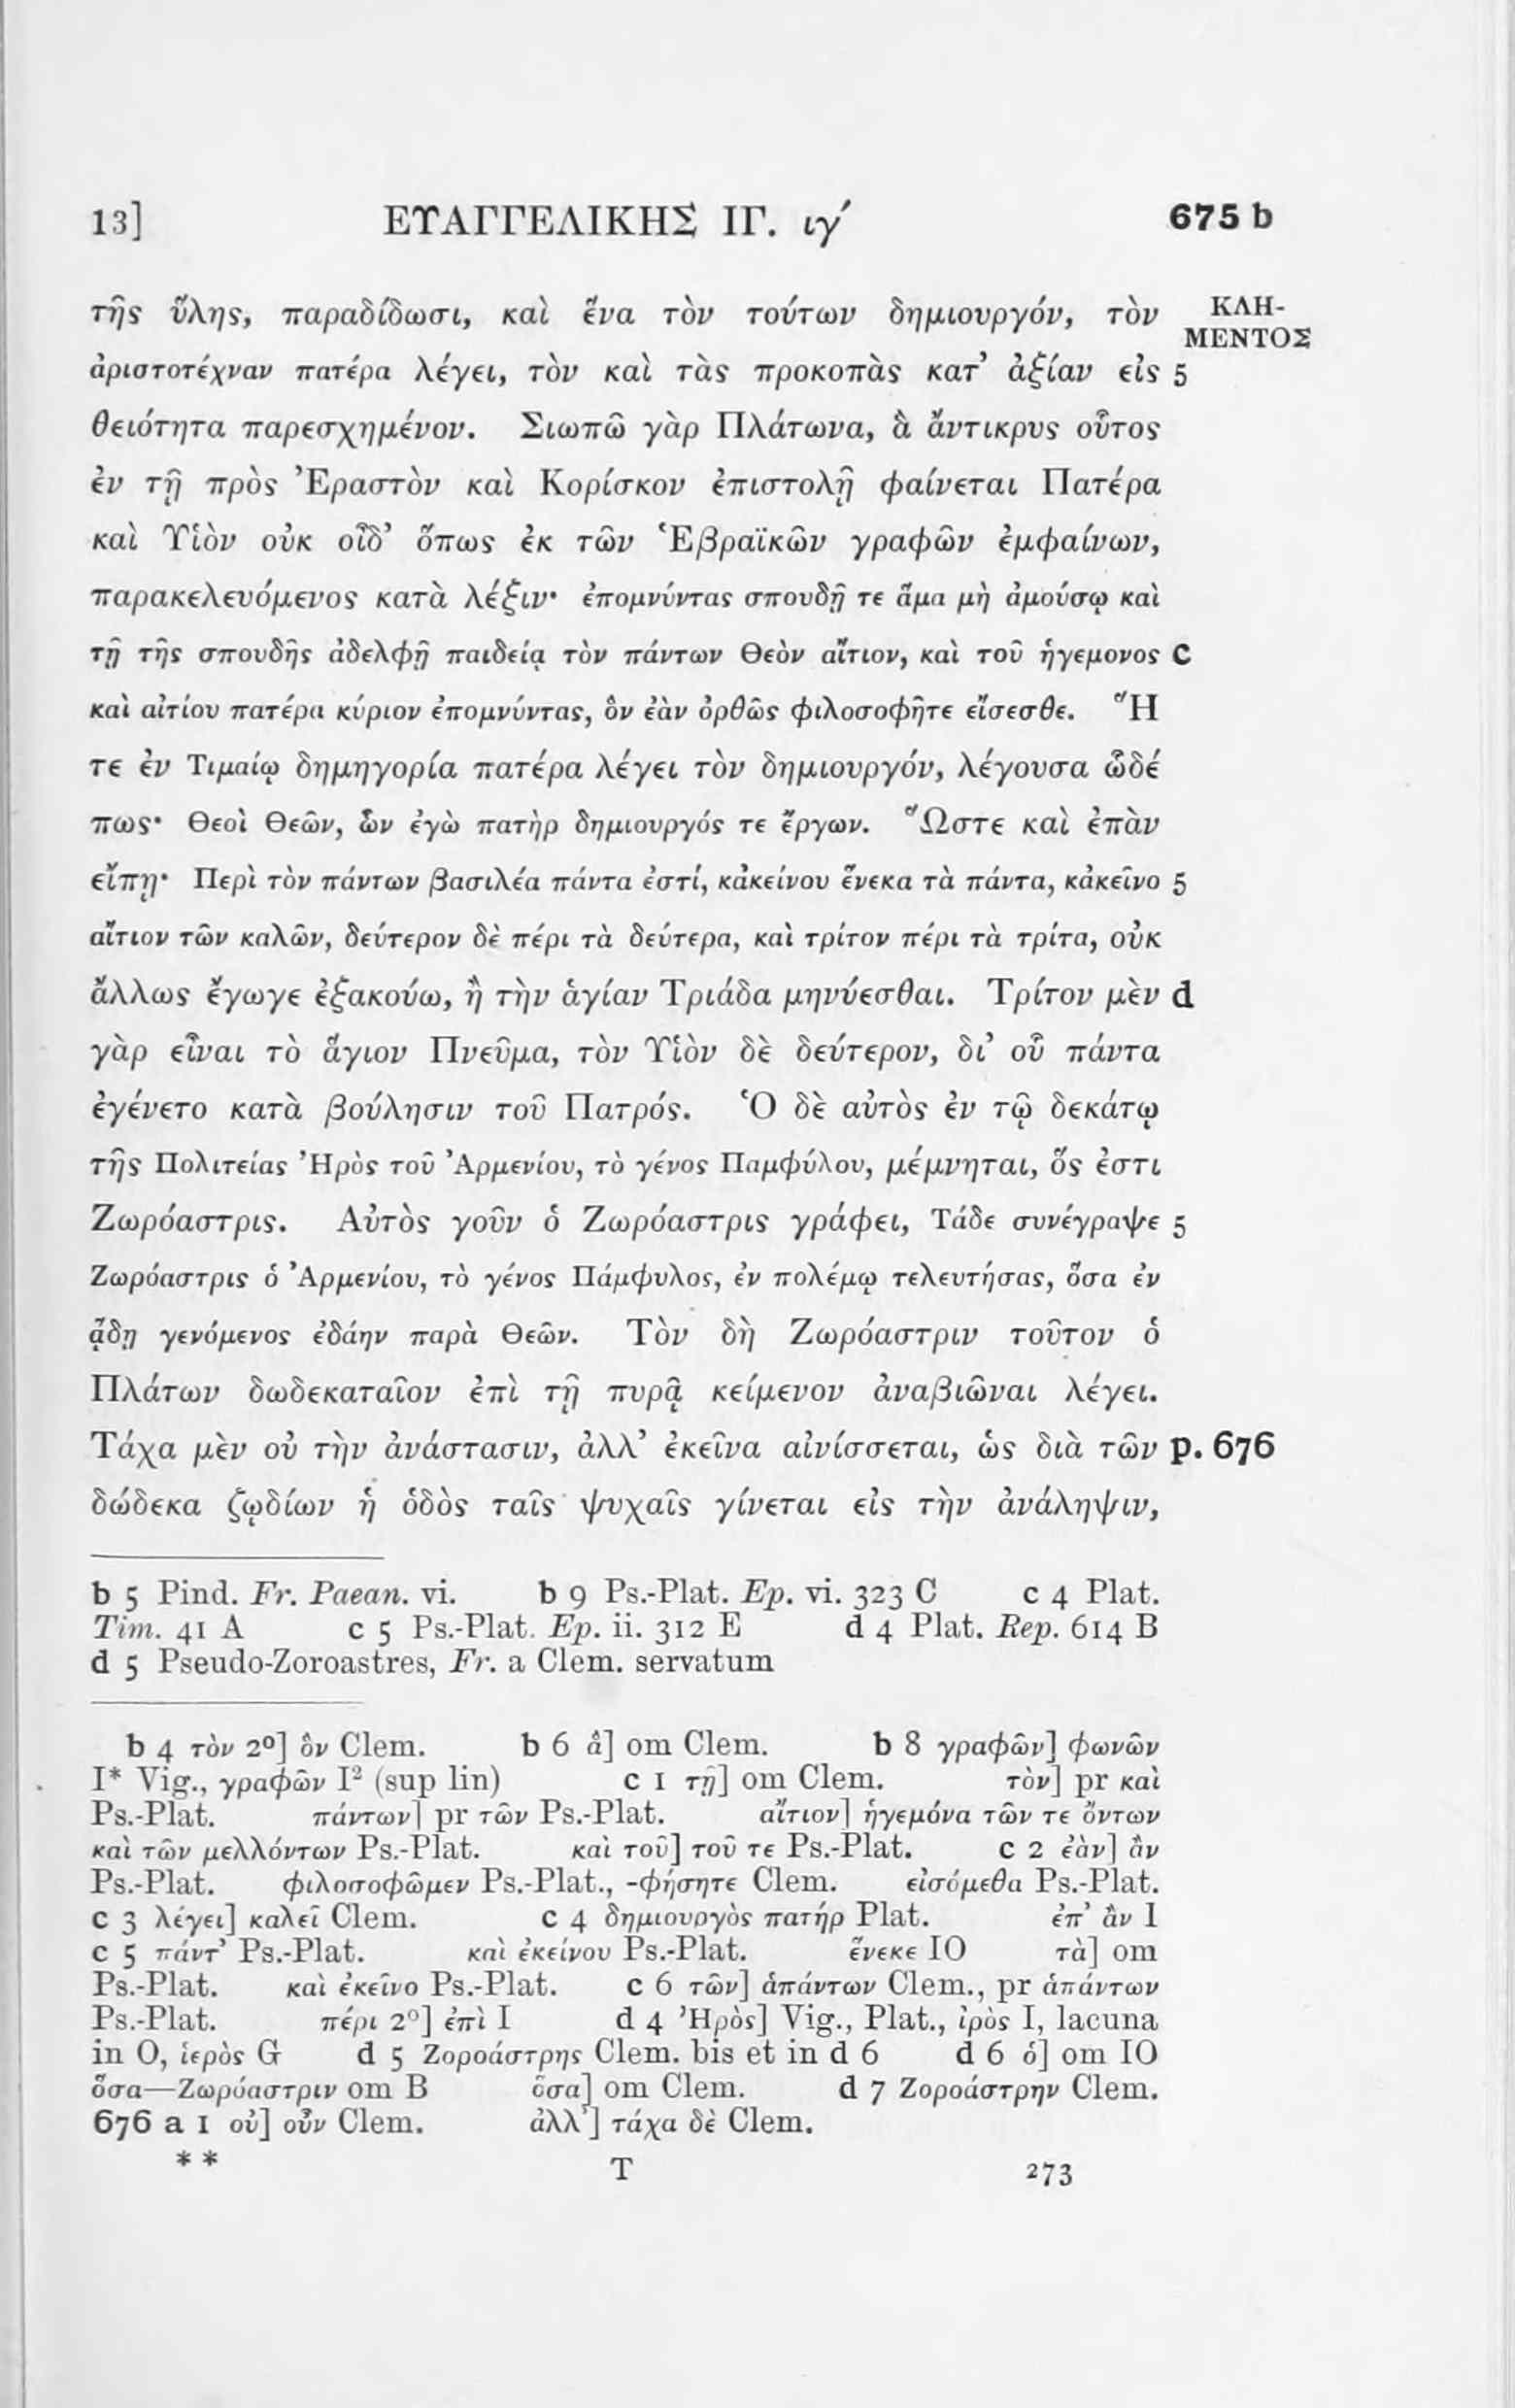 13] ΕΥΑΓΓΕΛΙΚΗΣ ΙΓ. ιγ′ 675 b
τῆς ὕλης, παραδίδωσι, καὶ ἕνα τὸν τούτων δημιουργόν, τὸν ΚΛΗ-
ΜΕΝΤΟΣ
ἀριστοτέχναν πατέρα λέγει, τὸν καὶ τὰς προκοπὰς κατ’ ἀξίαν εἰς 5
θειότητα παρεσχημένον. Σιωπῶ γὰρ Πλάτωνα, ἃ ἄντικρυς οὗτος
ἐν τῇ πρὸς Ἐραστὸν καὶ Κορίσκον ἐπιστολῇ φαίνεται Πατέρα
καὶ Υἱὸν οὐκ οἶδ’ ὅπως ἐκ τῶν Ἑβραϊκῶν γραφῶν ἐμφαίνων,
παρακελευόμενος κατὰ λέξιν· ἐπομνύντας σπουδῇ τε ἅμα μὴ ἀμούσῳ καὶ
τῇ τῆς σπουδῆς ἀδελφῇ παιδείᾳ τὸν πάντων Θεὸν αἴτιον, καὶ τοῦ ἡγεμονος c
καὶ αἰτίου πατέρα κύριον ἐπομνύντας, ὃν ἐὰν ὀρθῶς φιλοσοφῆτε εἴσεσθε. Ἥ
τε ἐν Τιμαίῳ δημηγορία πατέρα λέγει τὸν δημιουργόν, λέγουσα ὧδέ
πως· Θεοὶ Θεῶν, ὧν ἐγὼ πατὴρ δημιουργός τε ἔργων. Ὥστε καὶ ἐπὰν
εἴπῃ· Περὶ τὸν πάντων βασιλέα πάντα ἐστί, κἀκείνου ἕνεκα τὰ πάντα, κἀκεῖνο 5
αἴτιον τῶν καλῶν, δεύτερον δὲ πέρι τὰ δεύτερα, καὶ τρίτον πέρι τὰ τρίτα, οὐκ
ἄλλως ἔγωγε ἐξακούω, ἢ τὴν ἁγίαν Τριάδα μηνύεσθαι. Τρίτον μὲν d
γὰρ εἶναι τὸ ἅγιον Πνεῦμα, τὸν Υἱὸν δὲ δεύτερον, δι’ οὗ πάντα
ἐγένετο κατὰ βούλησιν τοῦ Πατρός. Ὁ δὲ αὐτὸς ἐν τῷ δεκάτῳ
τῆς Πολιτείας Ἠρὸς τοῦ Ἀρμενίου, τὸ γένος Παμφύλου, μέμνηται, ὅς ἐστι
Ζωρόαστρις. Αὐτὸς γοῦν ὁ Ζωρόαστρις γράφει, Τάδε συνέγραψε 5
Ζωρόαστρις ὁ Ἀρμενίου, τὸ γένος Πάμφυλος, ἐν πολέμῳ τελευτήσας, ὅσα ἐν
ᾅδῃ γενόμενος ἐδάην παρὰ Θεῶν. Τὸν δὴ Ζωρόαστριν τοῦτον ὁ
Πλάτων δωδεκαταῖον ἐπὶ τῇ πυρᾷ κείμενον ἀναβιῶναι λέγει.
Τάχα μὲν οὐ τὴν ἀνάστασιν, ἀλλ’ ἐκεῖνα αἰνίσσεται, ὡς διὰ τῶν p. 676
δώδεκα ζῳδίων ἡ ὁδὸς ταῖς ψυχαῖς γίνεται εἰς τὴν ἀνάληψιν,
b 5 Pind. Fr. Paean. vi. b 9 Ps.-Plat. Ep. vi. 323 C c 4 Plat.
Tim. 41 A c 5 Ps.-Plat. Ep. ii. 312 E d 4 Plat. Rep. 614 B
d 5 Pseudo-Zoroastres, Fr. a Clem. servatum
b 4 τὸν 2º] ὃν Clem. b 6 ἃ] om Clem. b 8 γραφῶν] φωνῶν
I* Vig., γραφῶν I² (sup lin) c 1 τῇ] om Clem. τὸν] pr καὶ
Ps.-Plat. πάντων] pr τῶν Ps.-Plat. αἴτιον] ἡγεμόνα τῶν τε ὄντων
καὶ τῶν μελλόντων Ps.-Plat. καὶ τοῦ] τοῦ τε Ps.-Plat. c 2 ἐὰν] ἂν
Ps.-Plat. φιλοσοφῶμεν Ps.-Plat., -φήσητε Clem. εἰσόμεθα Ps.-Plat.
c 3 λέγει] καλεῖ Clem. c 4 δημιουργὸς πατήρ Plat. ἐπ’ ἂν I
c 5 πάντ’ Ps.-Plat. καὶ ἐκείνου Ps.-Plat. ἕνεκε IO τὰ] om
Ps.-Plat. καὶ ἐκεῖνο Ps.-Plat. c 6 τῶν] ἁπάντων Clem., pr ἁπάντων
Ps.-Plat. πέρι 2º] ἐπὶ I d 4 Ἠρὸς] Vig., Plat., ἰρὸς I, lacuna
in O, ἱερὸς G d 5 Ζοροάστρης Clem. bis et in d 6 d 6 ὁ] om IO
ὅσα—Ζωρόαστριν om B ὅσα] om Clem. d 7 Ζοροάστρην Clem.
676 a 1 οὐ] οὖν Clem. ἀλλ’] τάχα δὲ Clem.
* * T 273